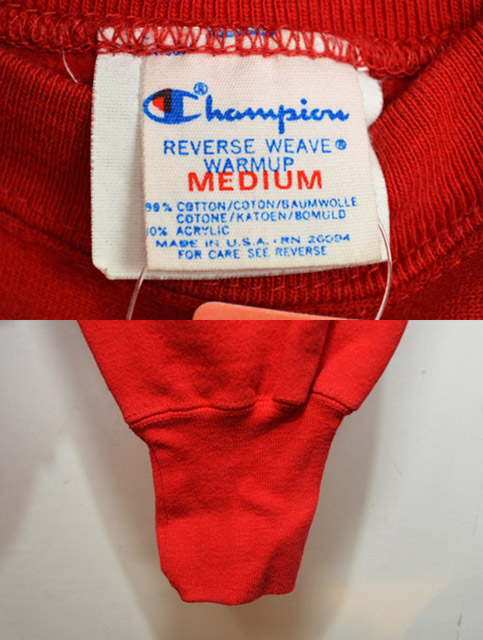 Champion®
REVERSE WEAVE®
WARMUP
MEDIUM
COTTON/COTON/BAUMWOLLE
COTONE/KATOEN/BOMULD
10% ACRYLIC
MADE IN U.S.A. · RN 26094
FOR CARE SEE REVERSE